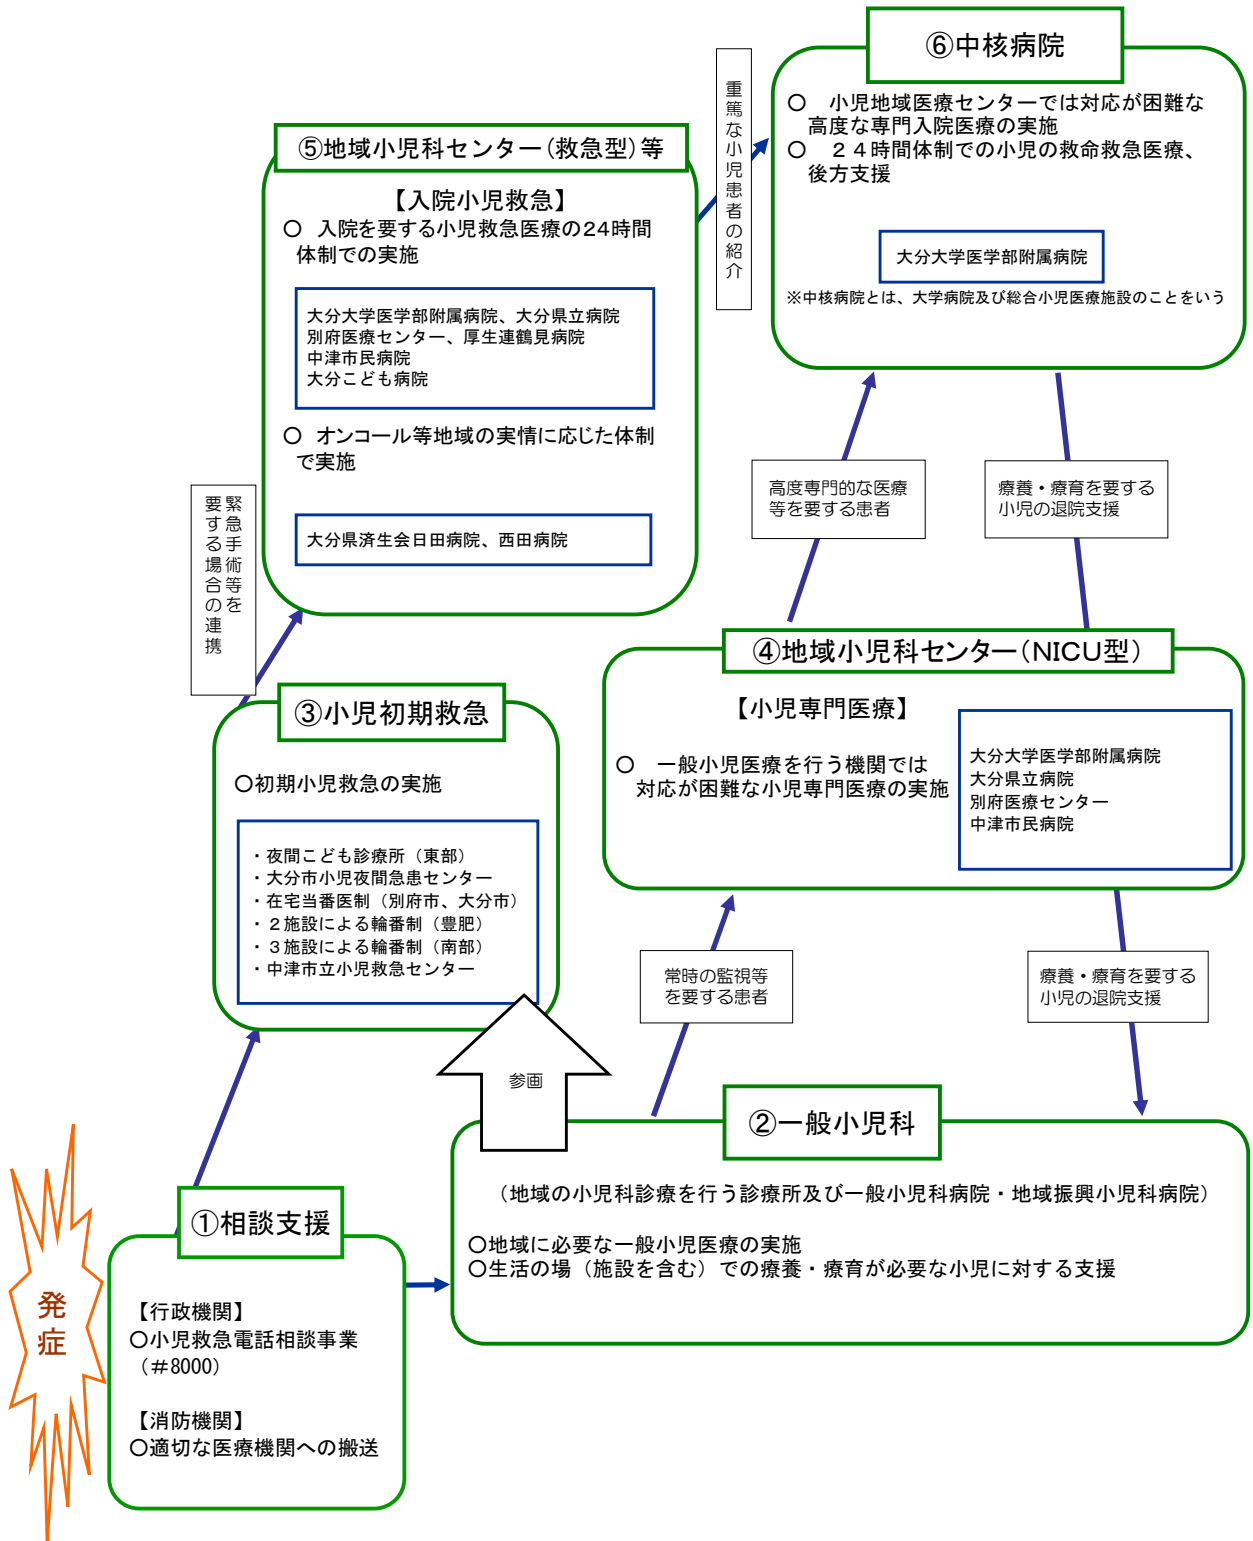 ⑥中核病院
○　小児地域医療センターでは対応が困難な
高度な専門入院医療の実施
○　２４時間体制での小児の救命救急医療、
後方支援
大分大学医学部附属病院
※中核病院とは、大学病院及び総合小児医療施設のことをいう
重篤な小児患者の紹介
⑤地域小児科センター（救急型）等
【入院小児救急】
○　入院を要する小児救急医療の24時間
体制での実施
大分大学医学部附属病院、大分県立病院
別府医療センター、厚生連鶴見病院
中津市民病院
大分こども病院
○　オンコール等地域の実情に応じた体制
で実施
大分県済生会日田病院、西田病院
緊急手術等を
要する場合の連携
高度専門的な医療
等を要する患者
療養・療育を要する
小児の退院支援
④地域小児科センター（NICU型）
【小児専門医療】
○　一般小児医療を行う機関では
対応が困難な小児専門医療の実施
大分大学医学部附属病院
大分県立病院
別府医療センター
中津市民病院
③小児初期救急
○初期小児救急の実施
・夜間こども診療所（東部）
・大分市小児夜間急患センター
・在宅当番医制（別府市、大分市）
・２施設による輪番制（豊肥）
・３施設による輪番制（南部）
・中津市立小児救急センター
常時の監視等
を要する患者
療養・療育を要する
小児の退院支援
参画
②一般小児科
（地域の小児科診療を行う診療所及び一般小児科病院・地域振興小児科病院）
○地域に必要な一般小児医療の実施
○生活の場（施設を含む）での療養・療育が必要な小児に対する支援
発
症
①相談支援
【行政機関】
○小児救急電話相談事業
（＃8000）
【消防機関】
○適切な医療機関への搬送